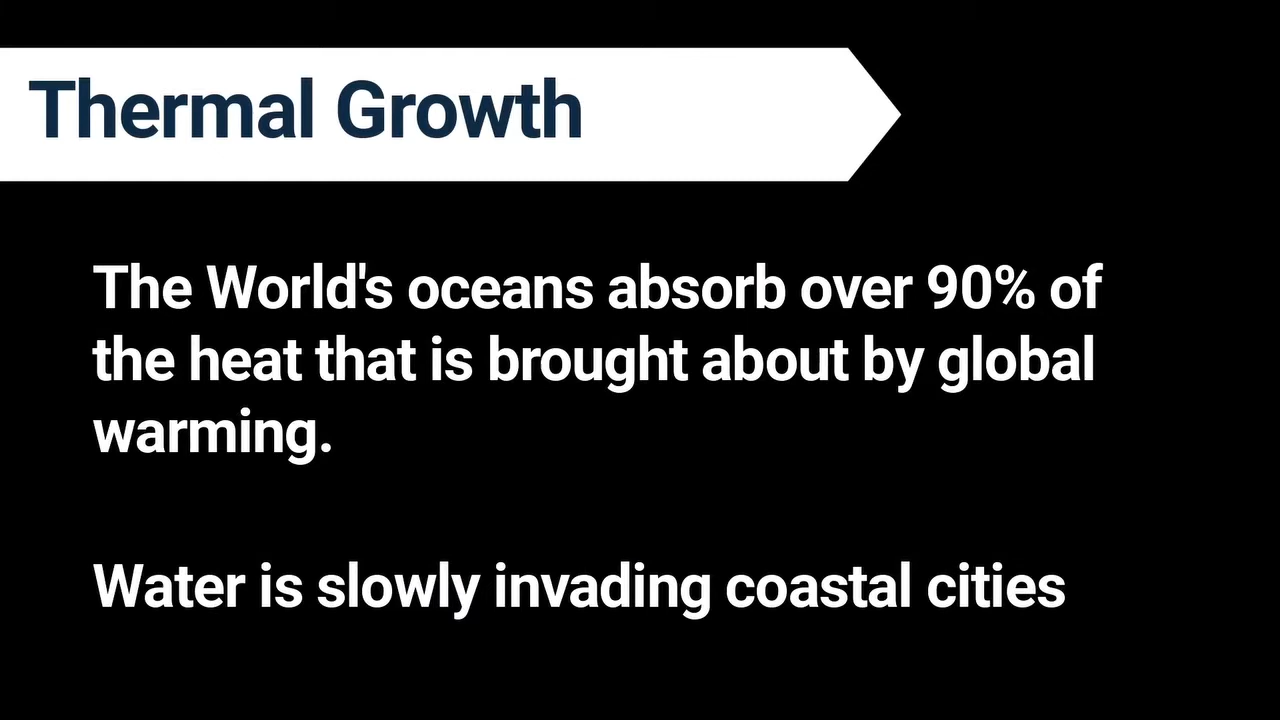 Thermal Growth
The World's oceans absorb over 90% of
the heat that is brought about by global
warming.
Water is slowly invading coastal cities